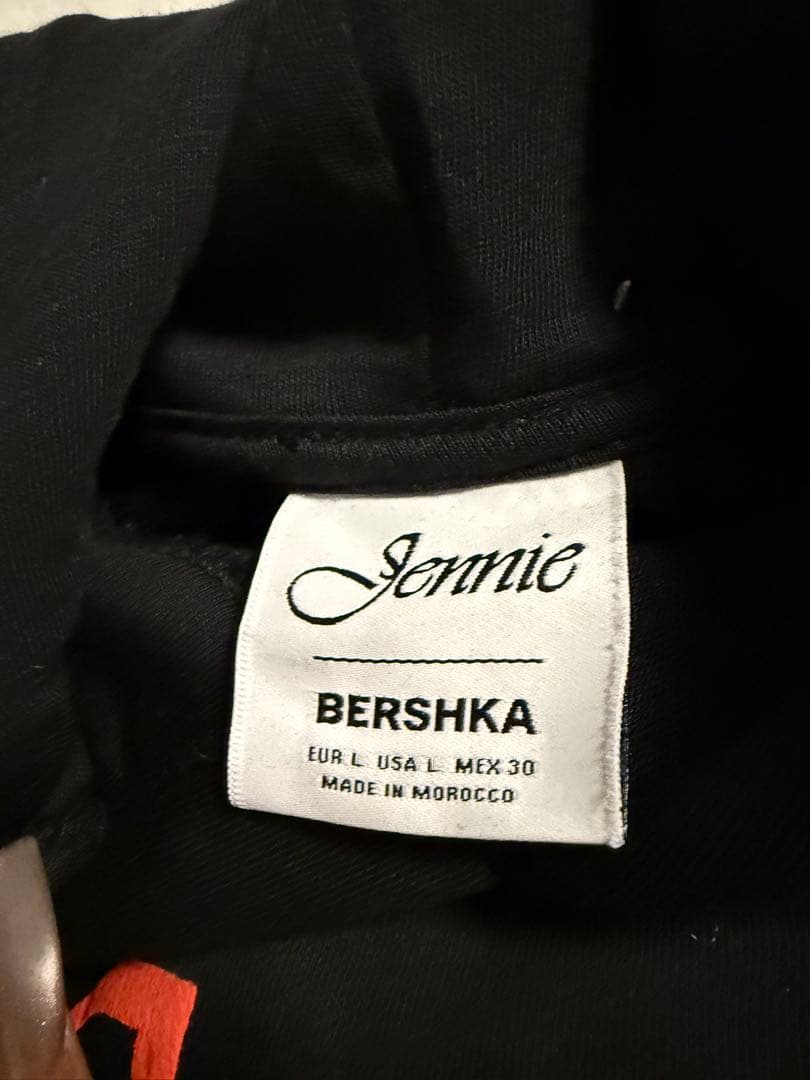 Jennie
BERSHKA
EUR L USA L MEX 30
MADE IN MOROCCO